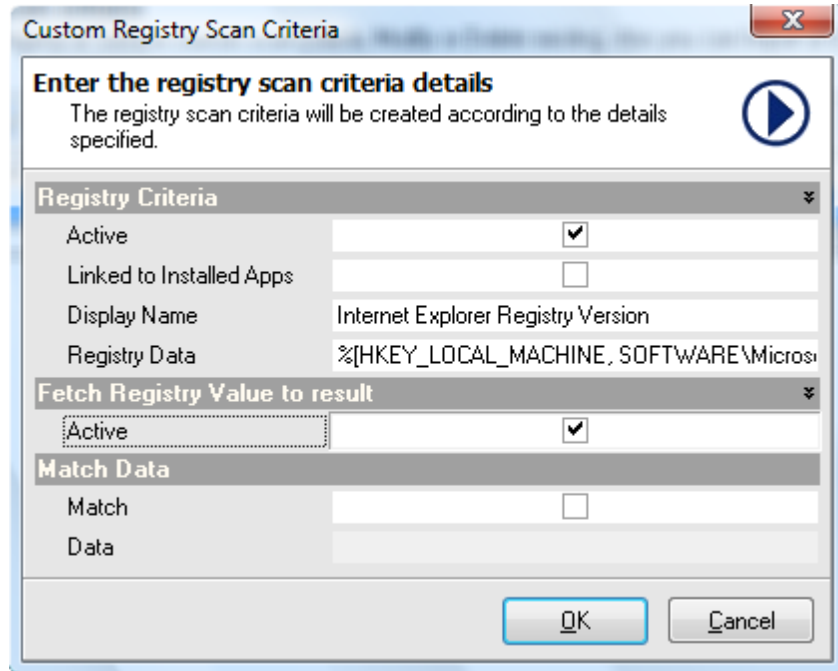 Custom Registry Scan Criteria
Enter the registry scan criteria details
The registry scan criteria will be created according to the details
specified.
Registry Criteria
Active
Linked to Installed Apps
Display Name Internet Explorer Registry Version
Registry Data %[HKEY_LOCAL_MACHINE, SOFTWARE\Micros
Fetch Registry Value to result
Active
Match Data
Match
Data
OK Cancel